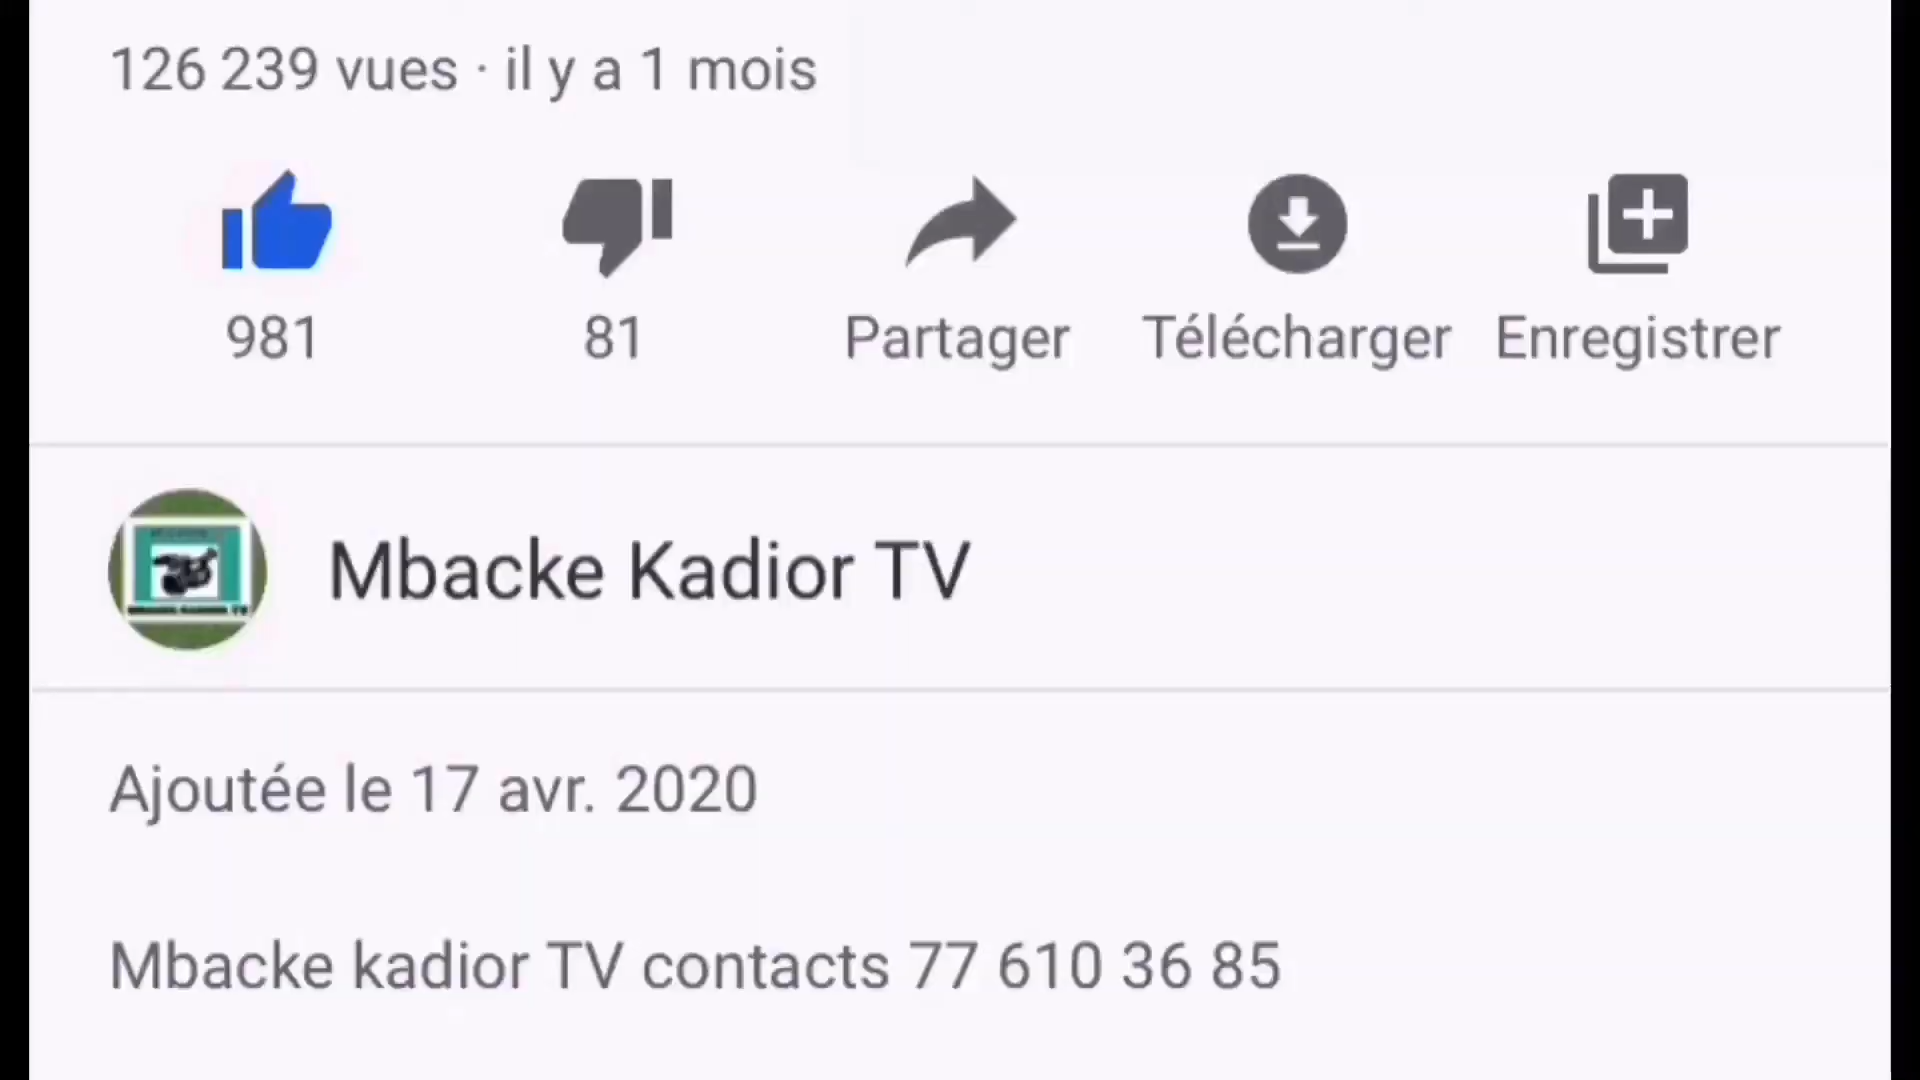 126 239 vues · il y a 1 mois
981 81 Partager Télécharger Enregistrer
Mbacke Kadior TV
Ajoutée le 17 avr. 2020
Mbacke kadior TV contacts 77 610 36 85